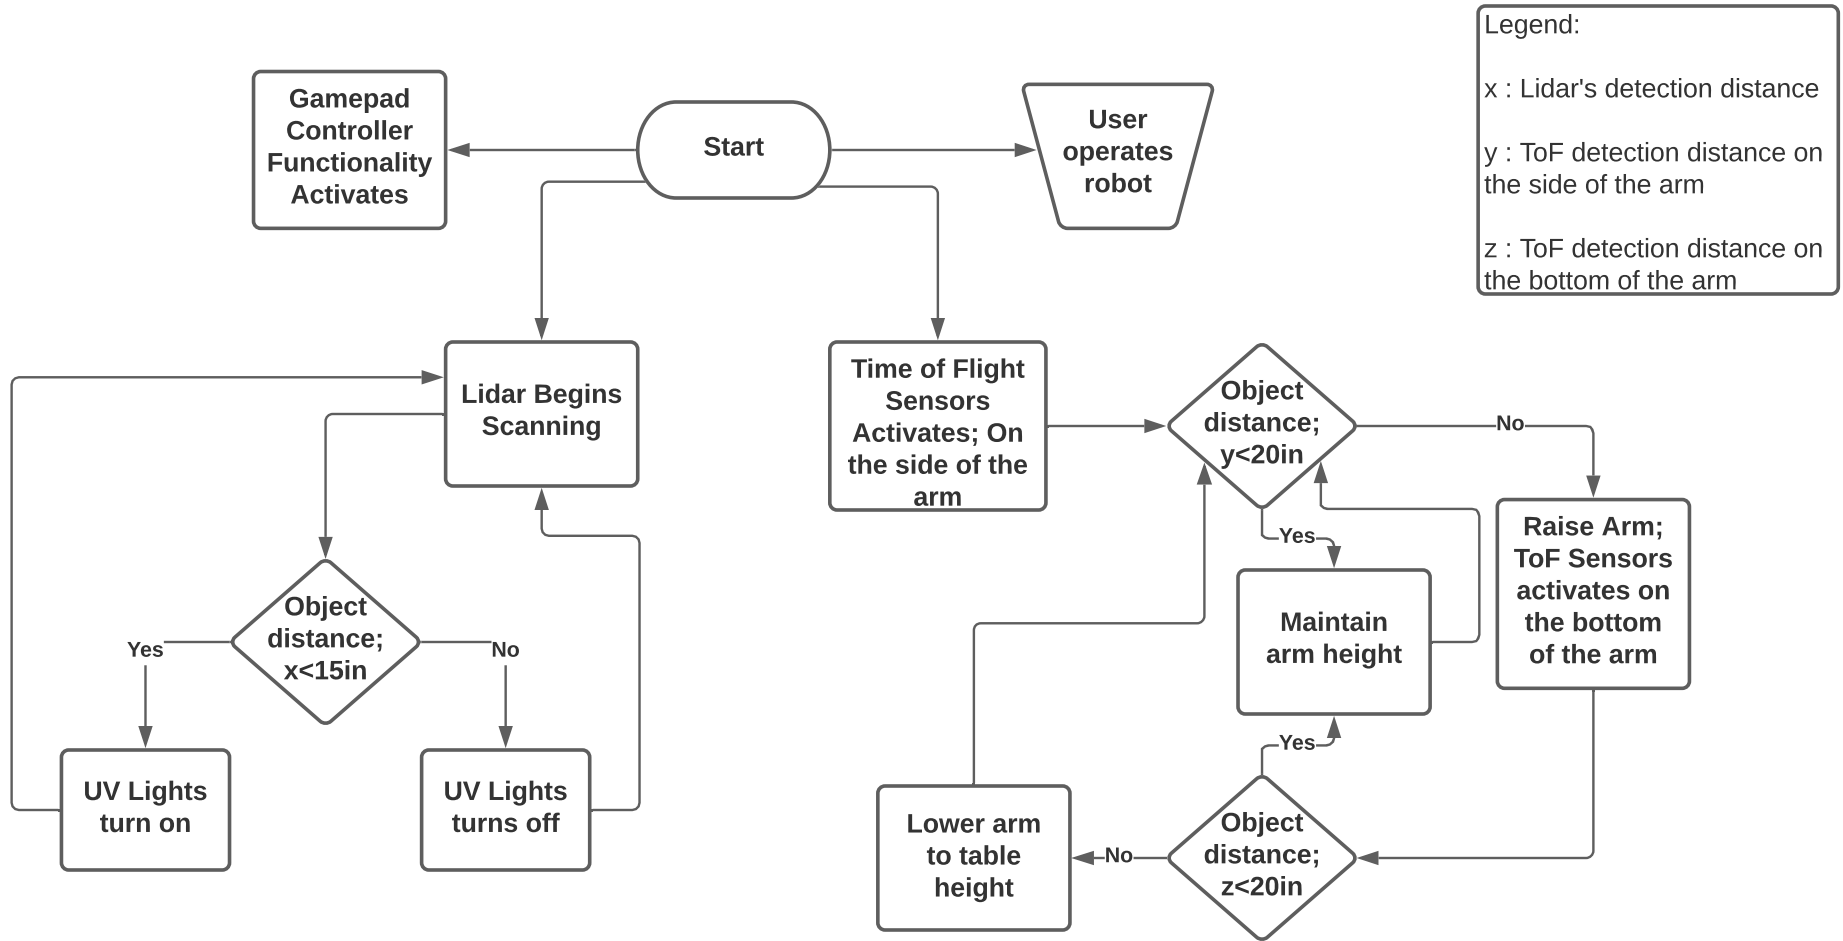 Legend:
x : Lidar's detection distance
y : ToF detection distance on
the side of the arm
z : ToF detection distance on
the bottom of the arm
Gamepad
Controller
Functionality
Activates
Start
User
operates
robot
Lidar Begins
Scanning
Time of Flight
Sensors
Activates; On
the side of the
arm
Object
distance;
y<20in
No
Yes
Raise Arm;
ToF Sensors
activates on
the bottom
of the arm
Maintain
arm height
Object
distance;
x<15in
Yes
No
UV Lights
turn on
UV Lights
turns off
Yes
Object
distance;
z<20in
No
Lower arm
to table
height